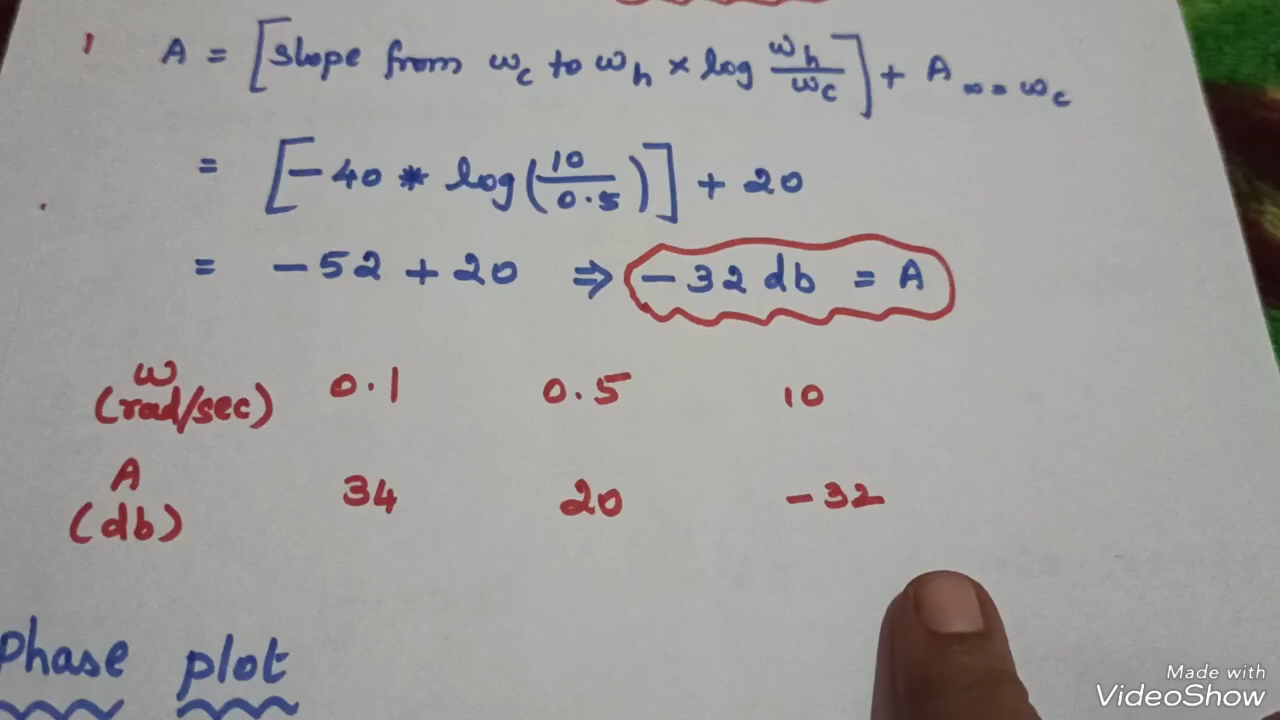 1 A = [slope from ωc to ωh × log ωh/ωc] + A ω=ωc
= [-40 * log(10/0.5)] + 20
= -52 + 20 ⇒ -32 db = A
ω (rad/sec) 0.1 0.5 10
A (db) 34 20 -32
Phase plot
Made with
VideoShow